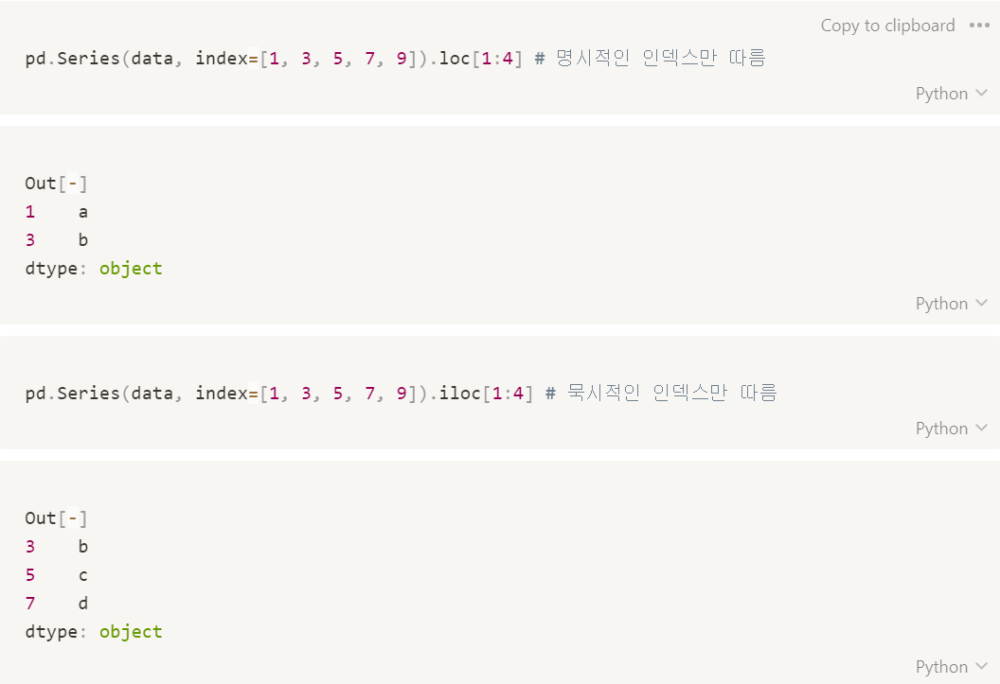 Copy to clipboard •••
pd.Series(data, index=[1, 3, 5, 7, 9]).loc[1:4] # 명시적인 인덱스만 따름
Python
Out[-]
1    a
3    b
dtype: object
Python
pd.Series(data, index=[1, 3, 5, 7, 9]).iloc[1:4] # 묵시적인 인덱스만 따름
Python
Out[-]
3    b
5    c
7    d
dtype: object
Python